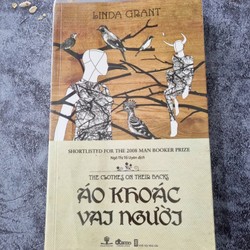 LINDA GRANT
SHORTLISTED FOR THE 2008 MAN BOOKER PRIZE
THE CLOTHES ON THEIR BACKS
ÁO KHOÁC
VAI NGƯỜI